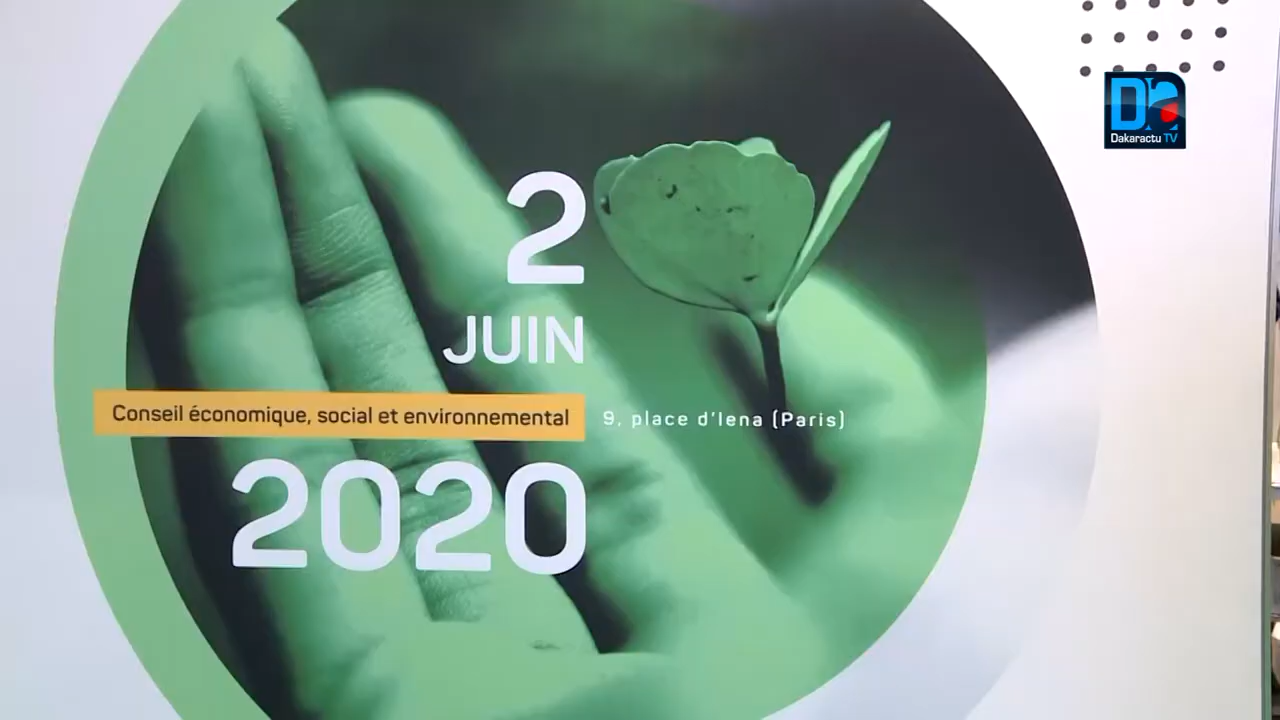 Dakaractu TV
2
JUIN
Conseil économique, social et environnemental
9, place d'Iena (Paris)
2020